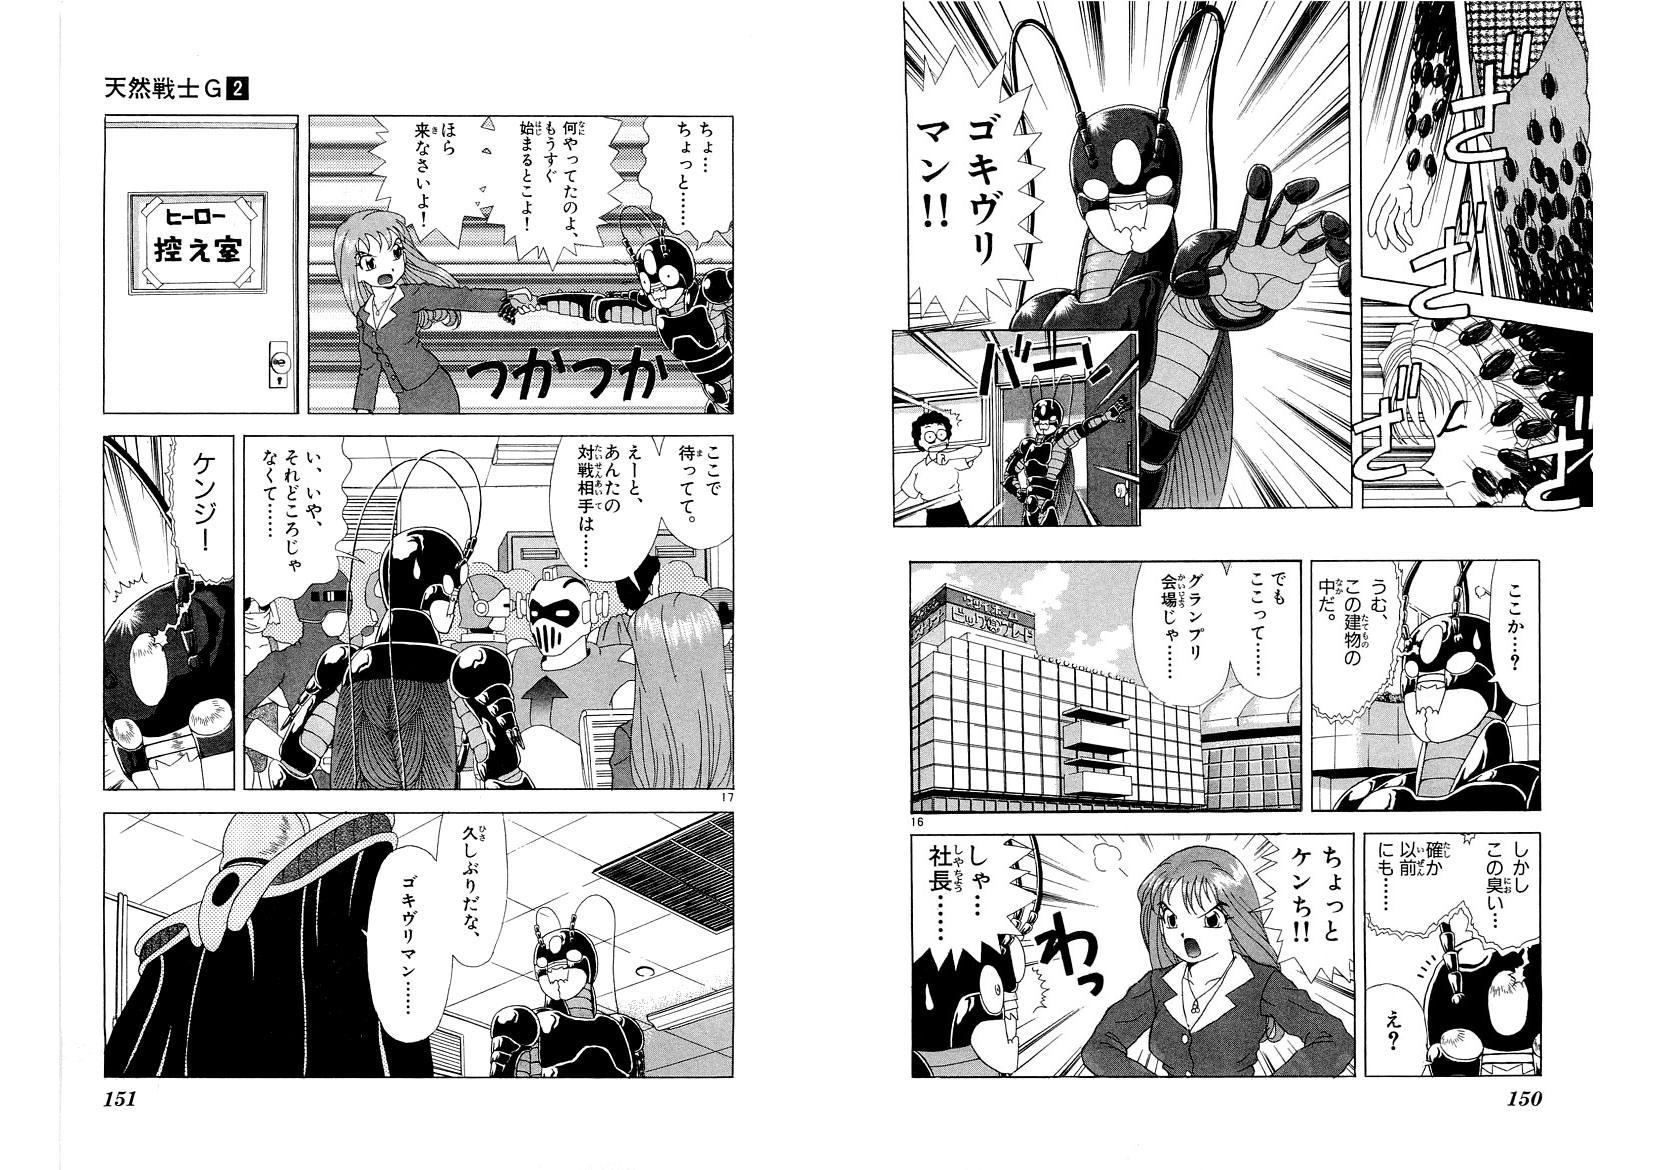 ザザ
ザザ
ザザ
ゴキヴリ
マン!!
バーン
ここか…?
うむ、
この建物の
中だ。
でも
ここって……
グランプリ
会場じゃ……
16
しかし
この臭い…
確か
以前
にも……
え?
ちょっと
ケンち!!
わっ
しゃ…
社長……
150
天然戦士G2
ちょ…
ちょっと……
何やってたのよ、
もうすぐ
始まるとこよ!
ほら
来なさいよ!
つかつか
ヒーロー
控え室
ここで
待ってて。
えーと、
あんたの
対戦相手は……
い、いや、
それどころじゃ
なくて……
ケンジ!
17
久しぶりだな、
ゴキヴリマン……
151